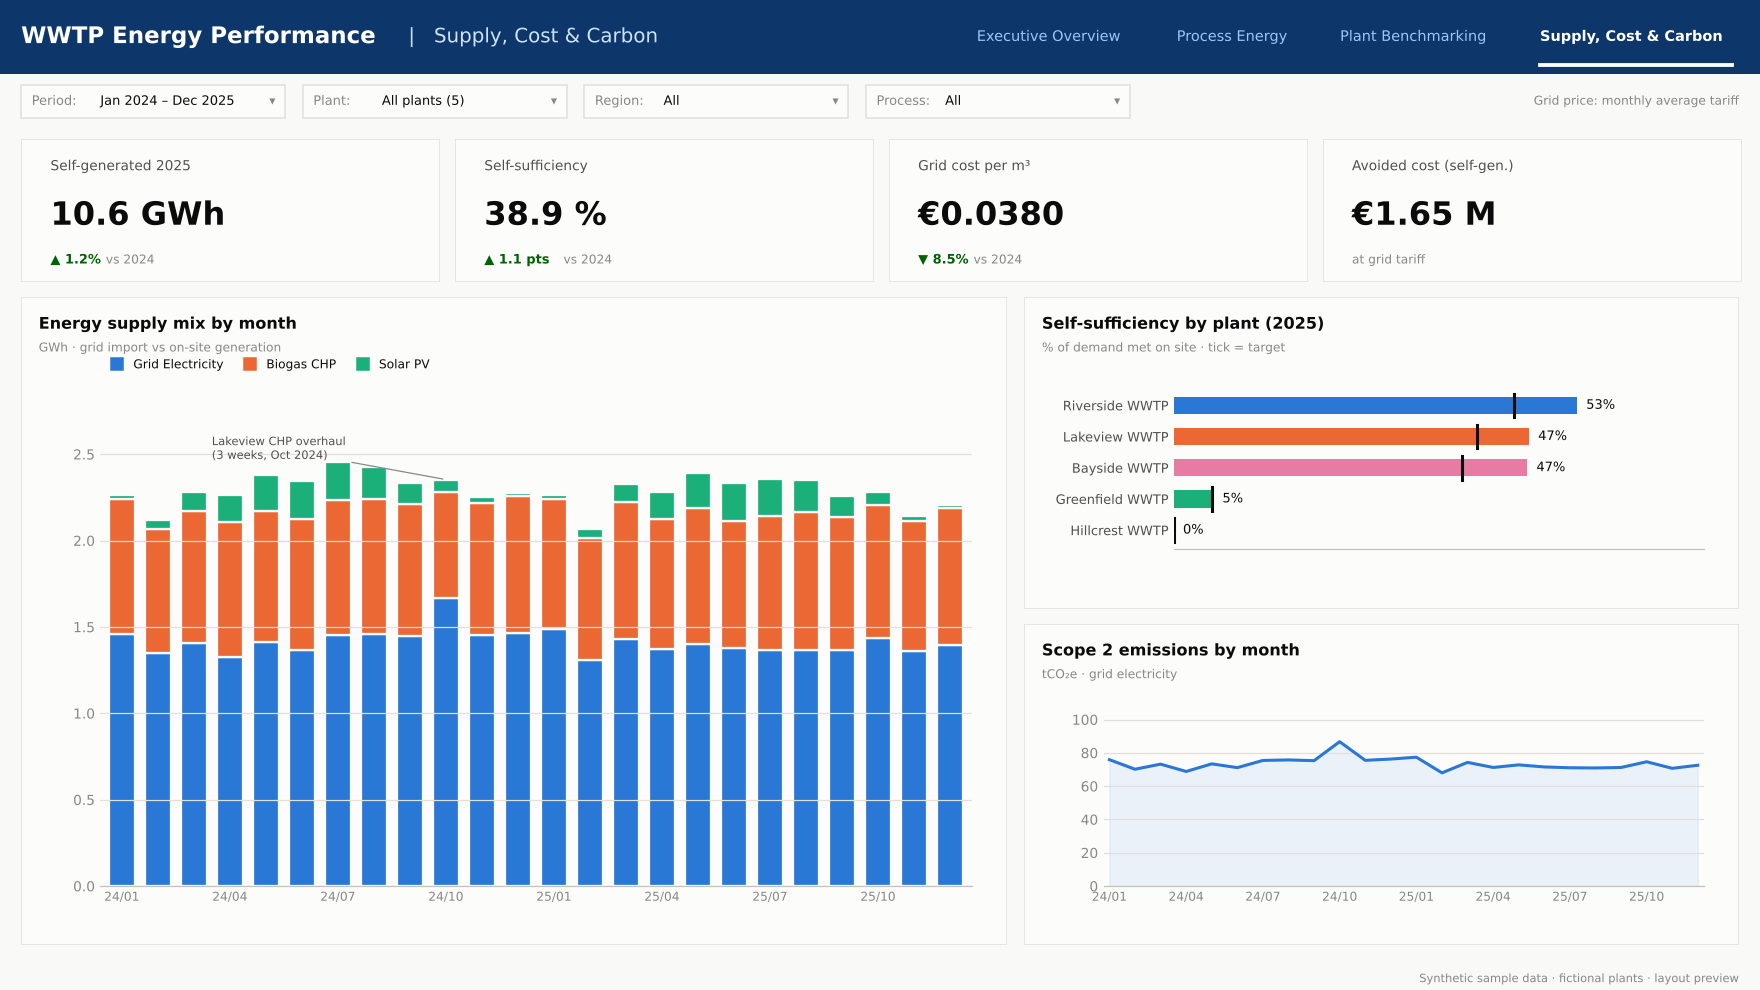 WWTP Energy Performance | Supply, Cost & Carbon
Executive Overview
Process Energy
Plant Benchmarking
Supply, Cost & Carbon
Period: Jan 2024 – Dec 2025 ▾
Plant: All plants (5) ▾
Region: All ▾
Process: All ▾
Grid price: monthly average tariff
Self-generated 2025
10.6 GWh
▲ 1.2% vs 2024
Self-sufficiency
38.9 %
▲ 1.1 pts vs 2024
Grid cost per m³
€0.0380
▼ 8.5% vs 2024
Avoided cost (self-gen.)
€1.65 M
at grid tariff
Energy supply mix by month
GWh · grid import vs on-site generation
Grid Electricity
Biogas CHP
Solar PV
Lakeview CHP overhaul
(3 weeks, Oct 2024)
2.5
2.0
1.5
1.0
0.5
0.0
24/01
24/04
24/07
24/10
25/01
25/04
25/07
25/10
Self-sufficiency by plant (2025)
% of demand met on site · tick = target
Riverside WWTP 53%
Lakeview WWTP 47%
Bayside WWTP 47%
Greenfield WWTP 5%
Hillcrest WWTP 0%
Scope 2 emissions by month
tCO₂e · grid electricity
100
80
60
40
20
0
24/01
24/04
24/07
24/10
25/01
25/04
25/07
25/10
Synthetic sample data · fictional plants · layout preview